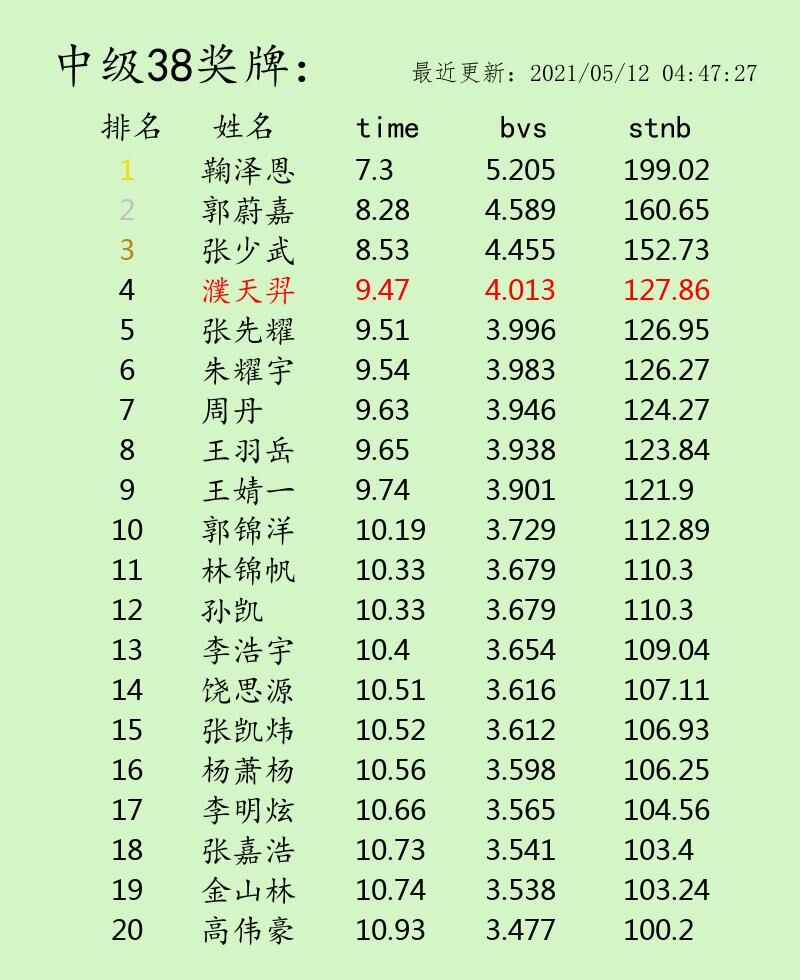 中级38奖牌: 最近更新: 2021/05/12 04:47:27
排名 姓名 time bvs stnb
1 鞠泽恩 7.3 5.205 199.02
2 郭蔚嘉 8.28 4.589 160.65
3 张少武 8.53 4.455 152.73
4 濮天羿 9.47 4.013 127.86
5 张先耀 9.51 3.996 126.95
6 朱耀宇 9.54 3.983 126.27
7 周丹 9.63 3.946 124.27
8 王羽岳 9.65 3.938 123.84
9 王婧一 9.74 3.901 121.9
10 郭锦洋 10.19 3.729 112.89
11 林锦帆 10.33 3.679 110.3
12 孙凯 10.33 3.679 110.3
13 李浩宇 10.4 3.654 109.04
14 饶思源 10.51 3.616 107.11
15 张凯炜 10.52 3.612 106.93
16 杨萧杨 10.56 3.598 106.25
17 李明炫 10.66 3.565 104.56
18 张嘉浩 10.73 3.541 103.4
19 金山林 10.74 3.538 103.24
20 高伟豪 10.93 3.477 100.2